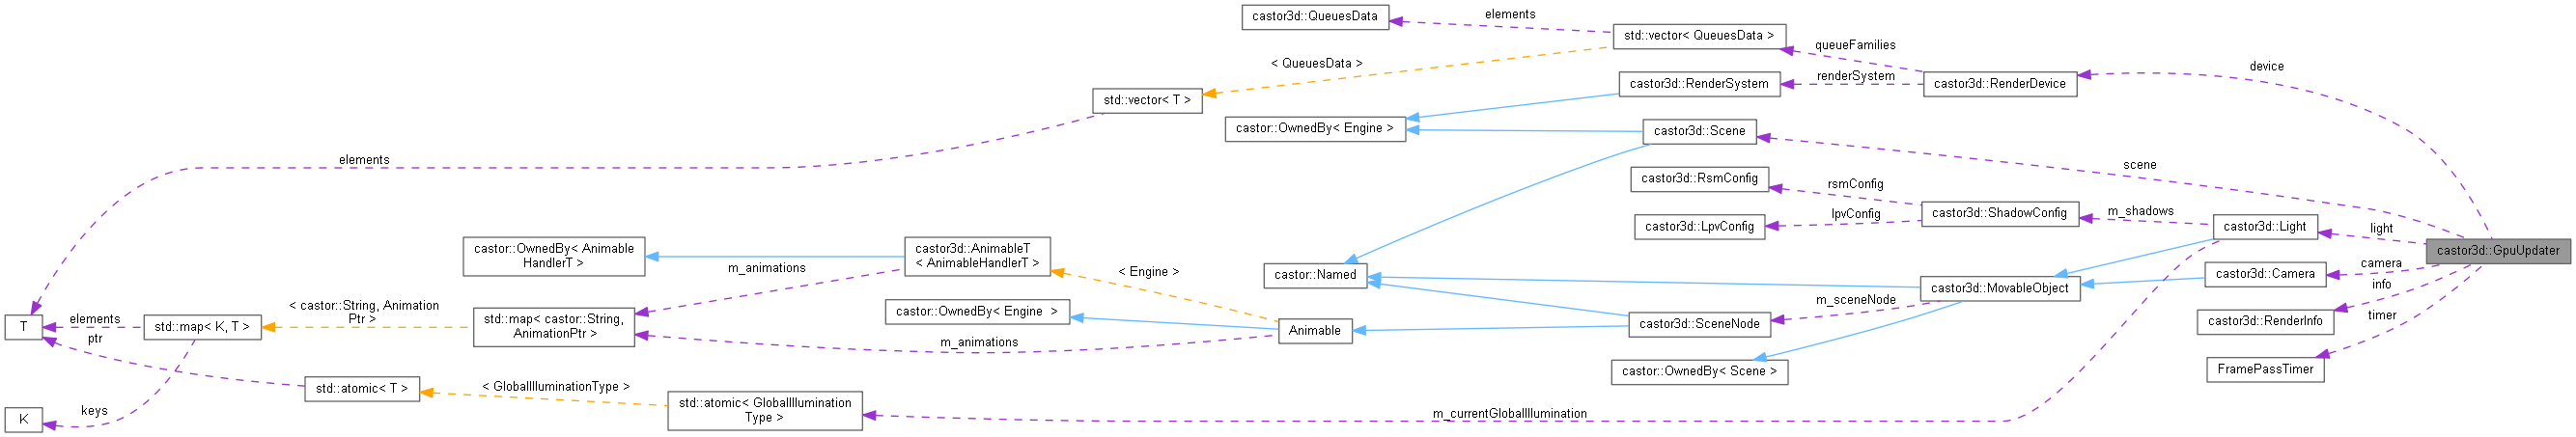 castor3d::QueuesData
elements
std::vector< QueuesData >
queueFamilies
< QueuesData >
device
castor3d::RenderSystem
renderSystem
castor3d::RenderDevice
std::vector< T >
castor::OwnedBy< Engine >
castor3d::Scene
elements
scene
castor3d::RsmConfig
rsmConfig
castor3d::ShadowConfig
m_shadows
castor3d::LpvConfig
lpvConfig
castor3d::Light
light
castor3d::GpuUpdater
castor::OwnedBy< Animable
HandlerT >
castor3d::AnimableT
< AnimableHandlerT >
m_animations
< Engine >
castor::Named
castor3d::MovableObject
castor3d::Camera
camera
info
m_sceneNode
< castor::String, Animation
Ptr >
castor::OwnedBy< Engine  >
T
elements
ptr
std::map< K, T >
std::map< castor::String,
AnimationPtr >
m_animations
Animable
castor3d::SceneNode
castor3d::RenderInfo
timer
castor::OwnedBy< Scene >
FramePassTimer
std::atomic< T >
< GlobalIlluminationType >
K
keys
std::atomic< GlobalIllumination
Type >
m_currentGlobalIllumination